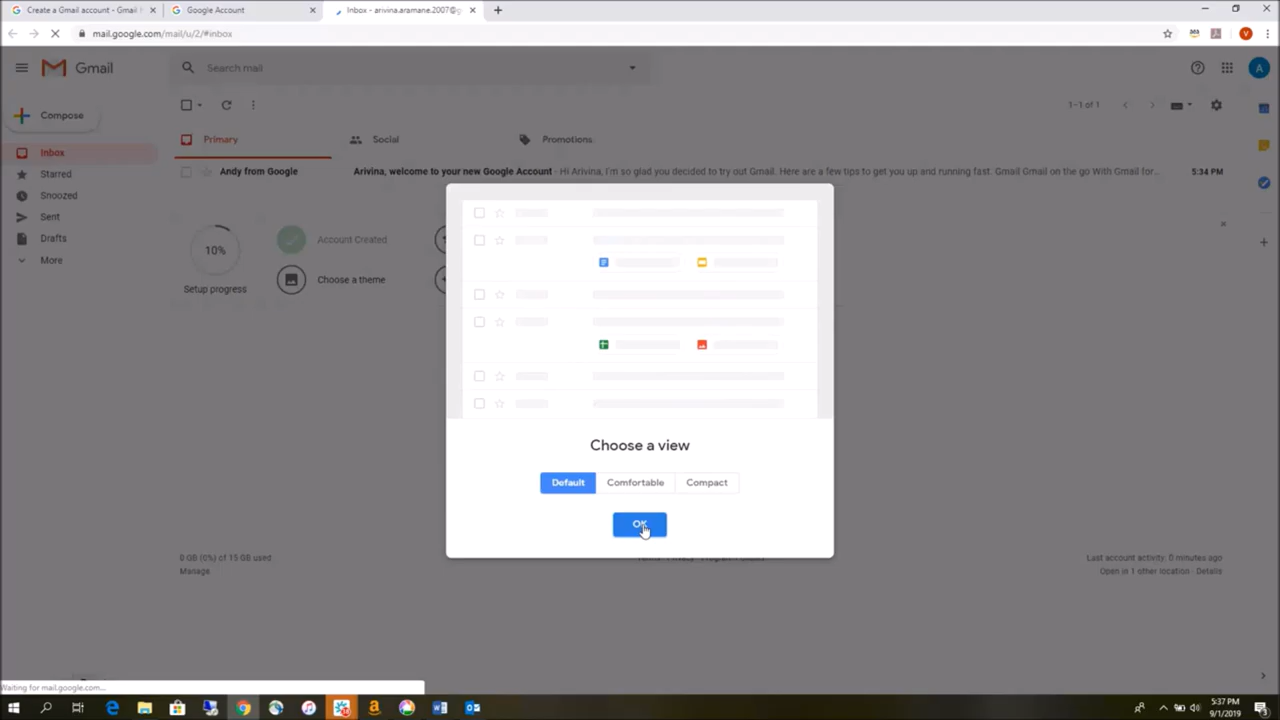 Create a Gmail account - Gmail
Google Account
Inbox - arivina.aramane.2007@g
mail.google.com/mail/u/2/#inbox
V
Gmail
Search mail
A
Compose
1–1 of 1
Primary
Social
Promotions
Inbox
Andy from Google
Arivina, welcome to your new Google Account - Hi Arivina, I'm so glad you decided to try out Gmail. Here are a few tips to get you up and running fast. Gmail Gmail on the go With Gmail for...
5:34 PM
Starred
Snoozed
Sent
Drafts
More
10%
Setup progress
Account Created
Choose a theme
Choose a view
Default
Comfortable
Compact
OK
0 GB (0%) of 15 GB used
Manage
Last account activity: 0 minutes ago
Open in 1 other location - Details
Waiting for mail.google.com...
5:37 PM
9/1/2019